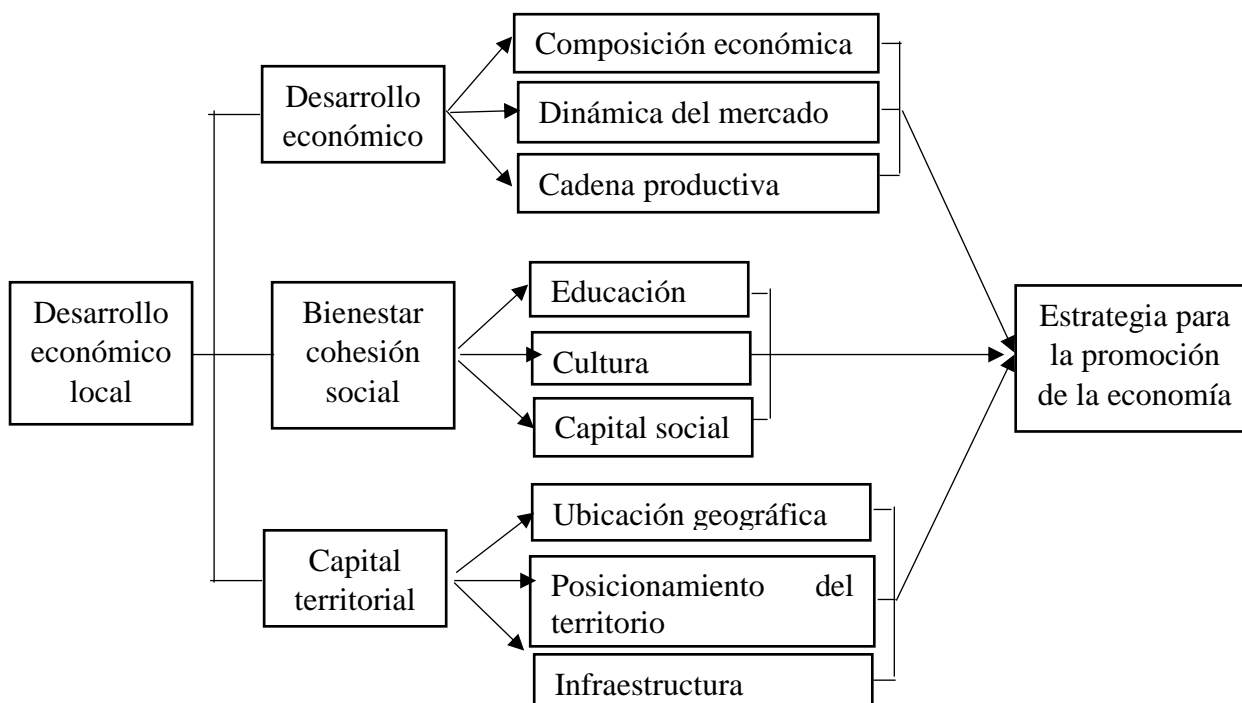 Composición económica
Desarrollo
económico
Dinámica del mercado
Cadena productiva
Desarrollo
económico
local
Bienestar
cohesión
social
Educación
Cultura
Capital social
Estrategia para
la promoción
de la economía
Capital
territorial
Ubicación geográfica
Posicionamiento del
territorio
Infraestructura